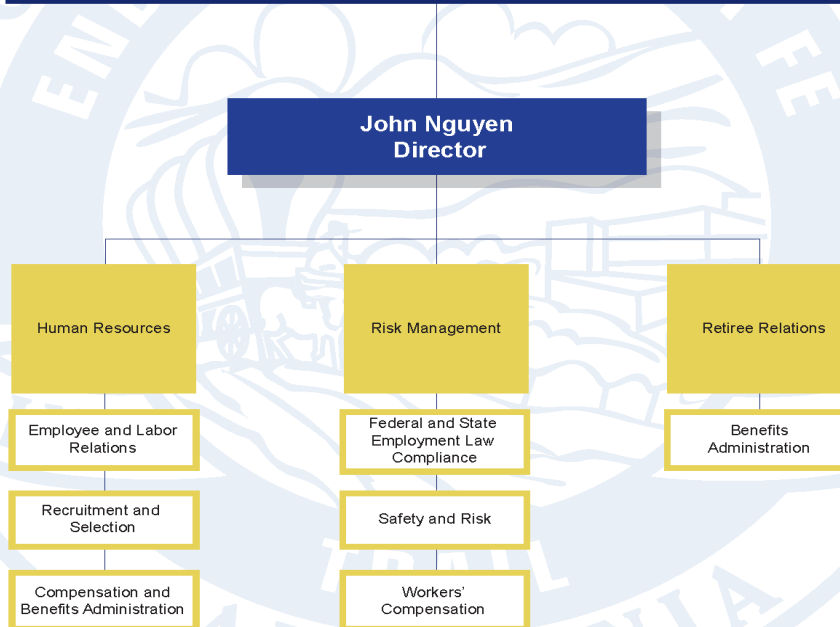 John Nguyen
Director
Human Resources
Risk Management
Retiree Relations
Employee and Labor
Relations
Federal and State
Employment Law
Compliance
Benefits
Administration
Recruitment and
Selection
Safety and Risk
Compensation and
Benefits Administration
Workers'
Compensation
TRAIL